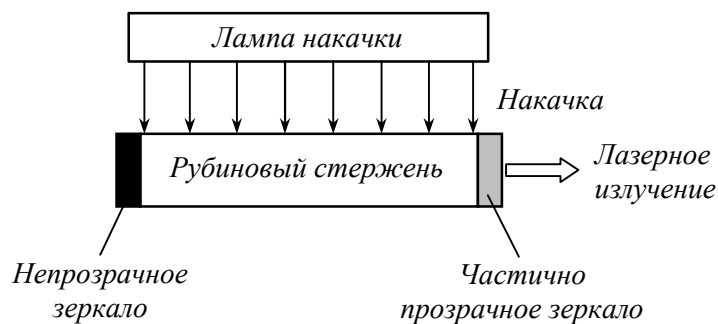 Лампа накачки
Накачка
Рубиновый стержень
Лазерное
излучение
Непрозрачное
зеркало
Частично
прозрачное зеркало